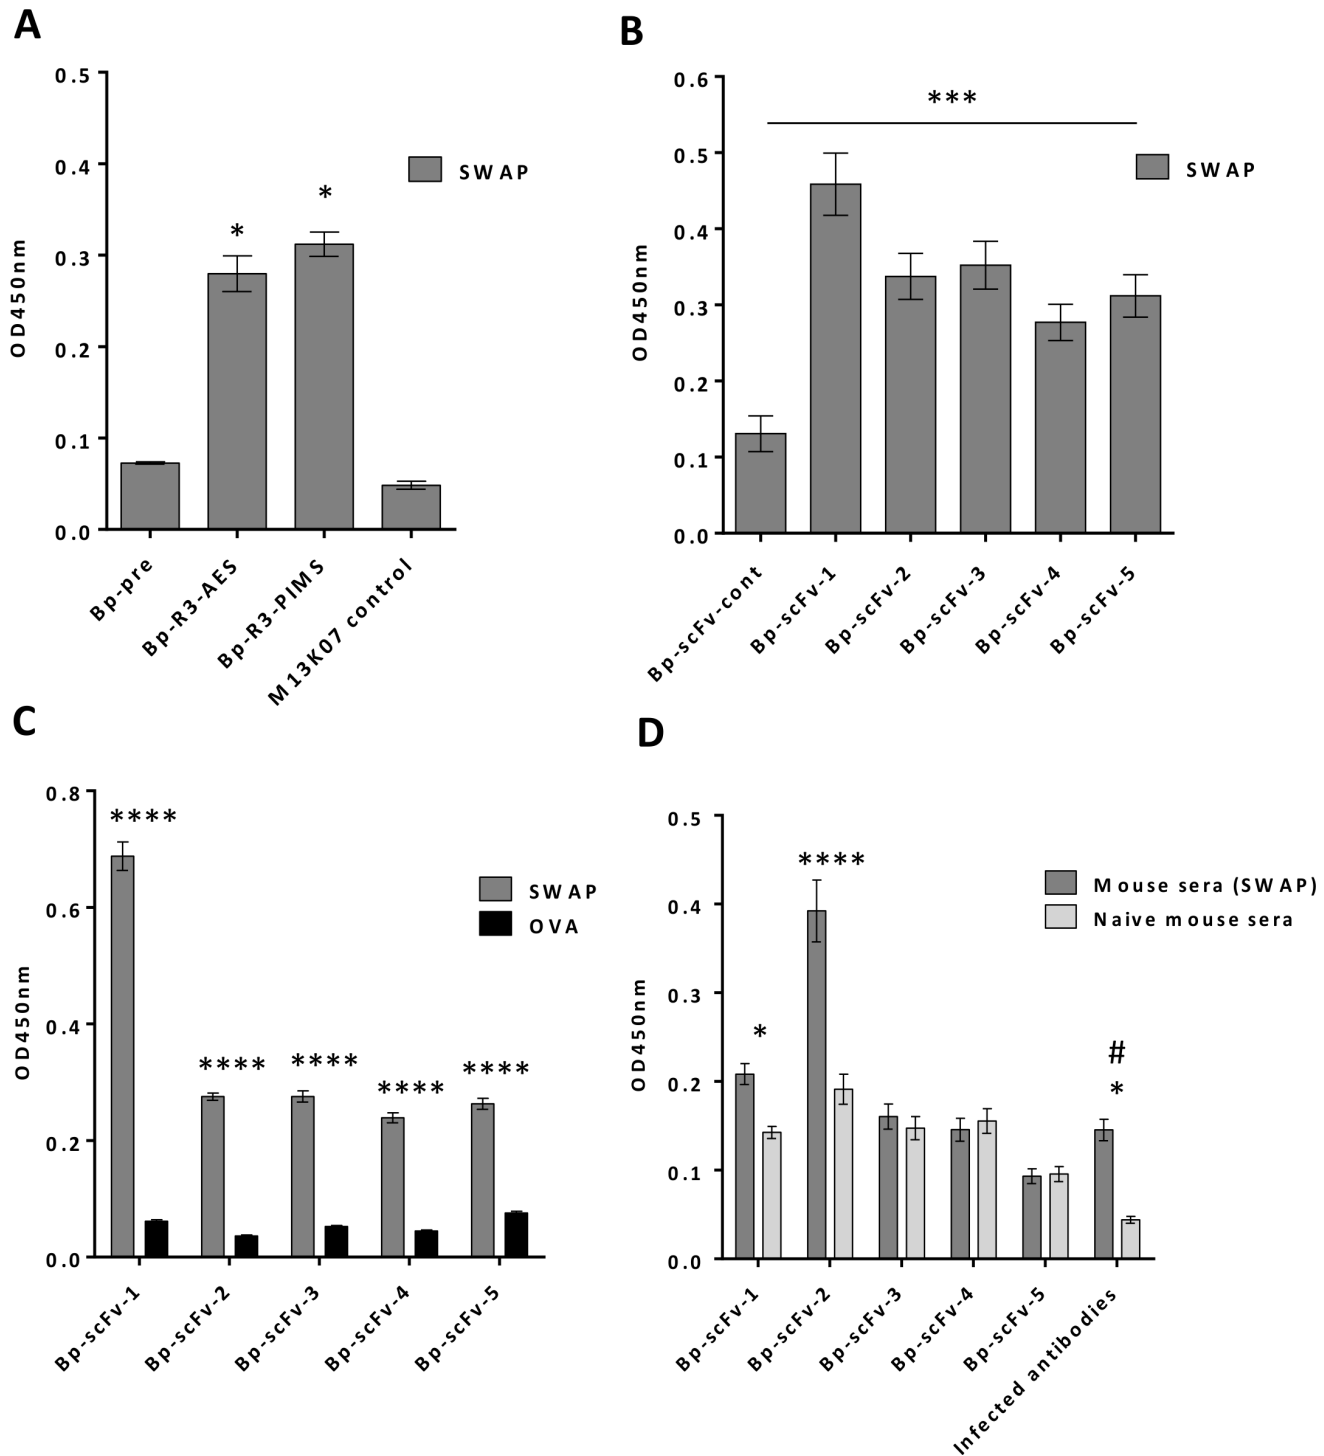 A
0.5
0.4
0.3
0.2
0.1
0.0
OD450nm
*
*
SWAP
Bp-pre
Bp-R3-AES
Bp-R3-PIMS
M13K07 control
B
0.6
0.5
0.4
0.3
0.2
0.1
0.0
OD450nm
***
SWAP
Bp-scFv-cont
Bp-scFv-1
Bp-scFv-2
Bp-scFv-3
Bp-scFv-4
Bp-scFv-5
C
0.8
0.6
0.4
0.2
0.0
OD450nm
****
****
****
****
****
SWAP
OVA
Bp-scFv-1
Bp-scFv-2
Bp-scFv-3
Bp-scFv-4
Bp-scFv-5
D
0.5
0.4
0.3
0.2
0.1
0.0
OD450nm
*
****
#
*
Mouse sera (SWAP)
Naive mouse sera
Bp-scFv-1
Bp-scFv-2
Bp-scFv-3
Bp-scFv-4
Bp-scFv-5
Infected antibodies